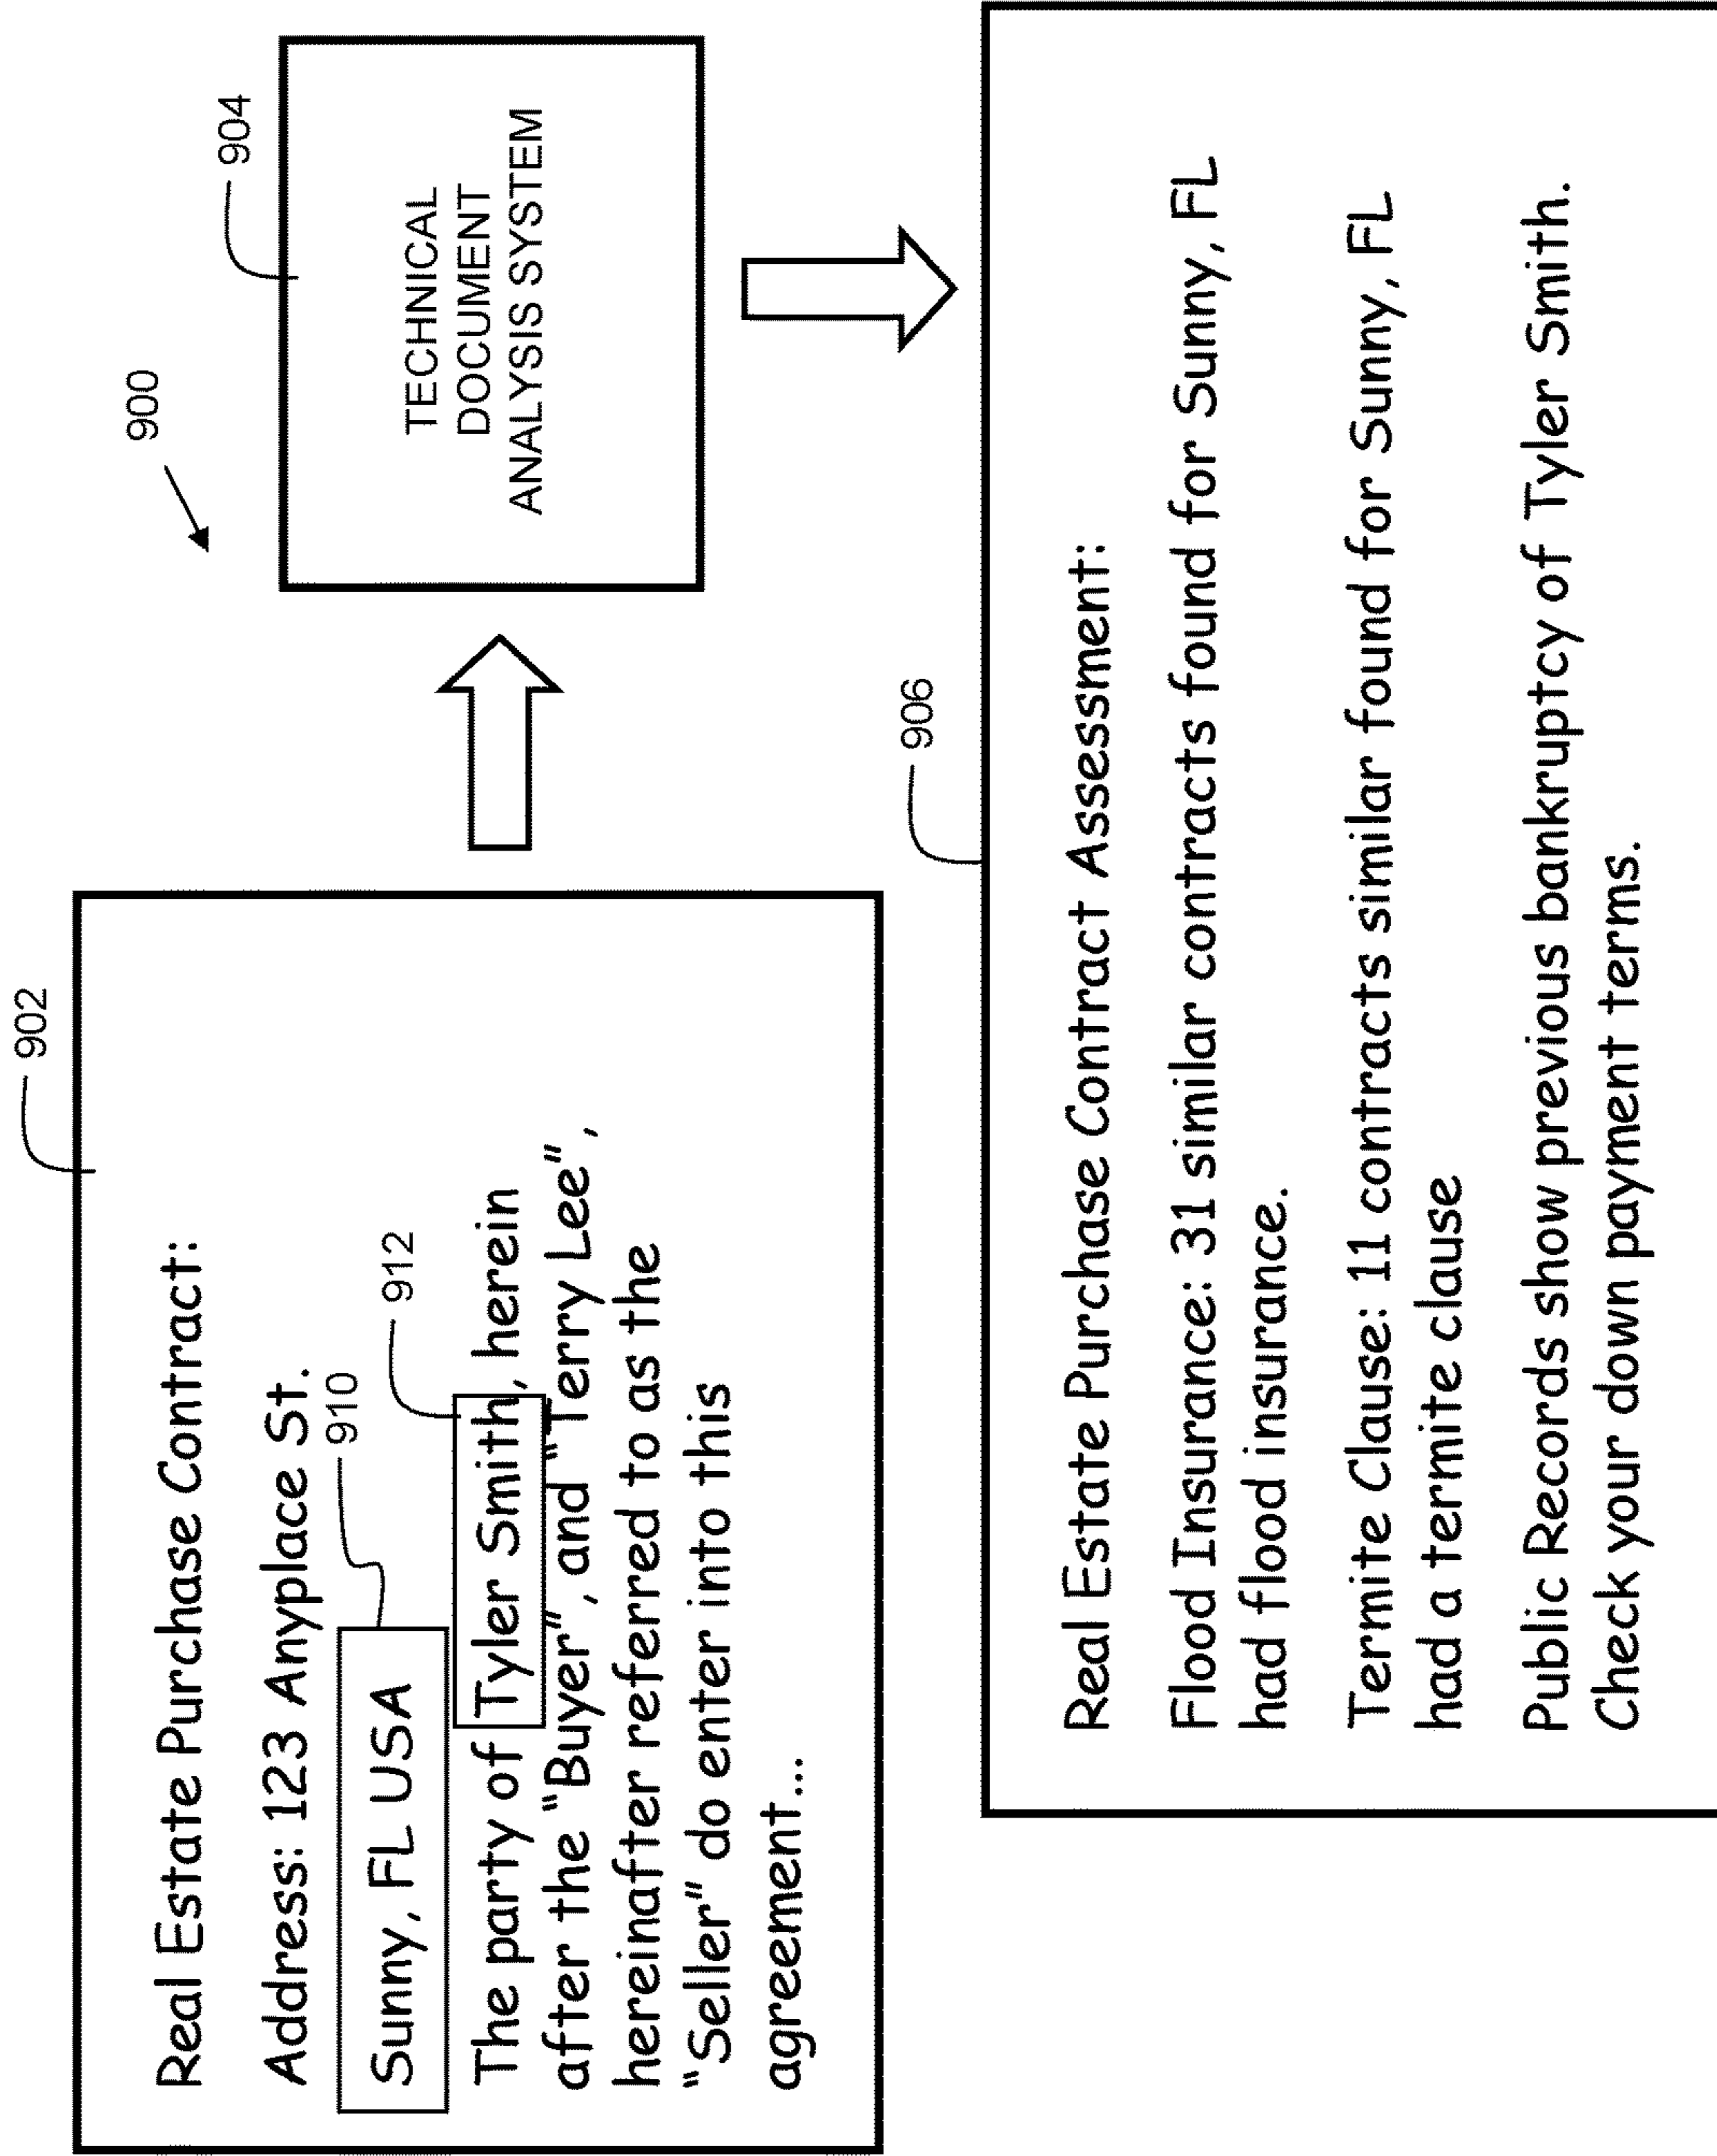 902
Real Estate Purchase Contract:
Address: 123 Anyplace St.
910
Sunny, FL USA
912
The party of Tyler Smith, herein
after the "Buyer", and "Terry Lee",
hereinafter referred to as the
"Seller" do enter into this
agreement...
900
904
TECHNICAL
DOCUMENT
ANALYSIS SYSTEM
906
Real Estate Purchase Contract Assessment:
Flood Insurance: 31 similar contracts found for Sunny, FL
had flood insurance.
Termite Clause: 11 contracts similar found for Sunny, FL
had a termite clause
Public Records show previous bankruptcy of Tyler Smith.
Check your down payment terms.